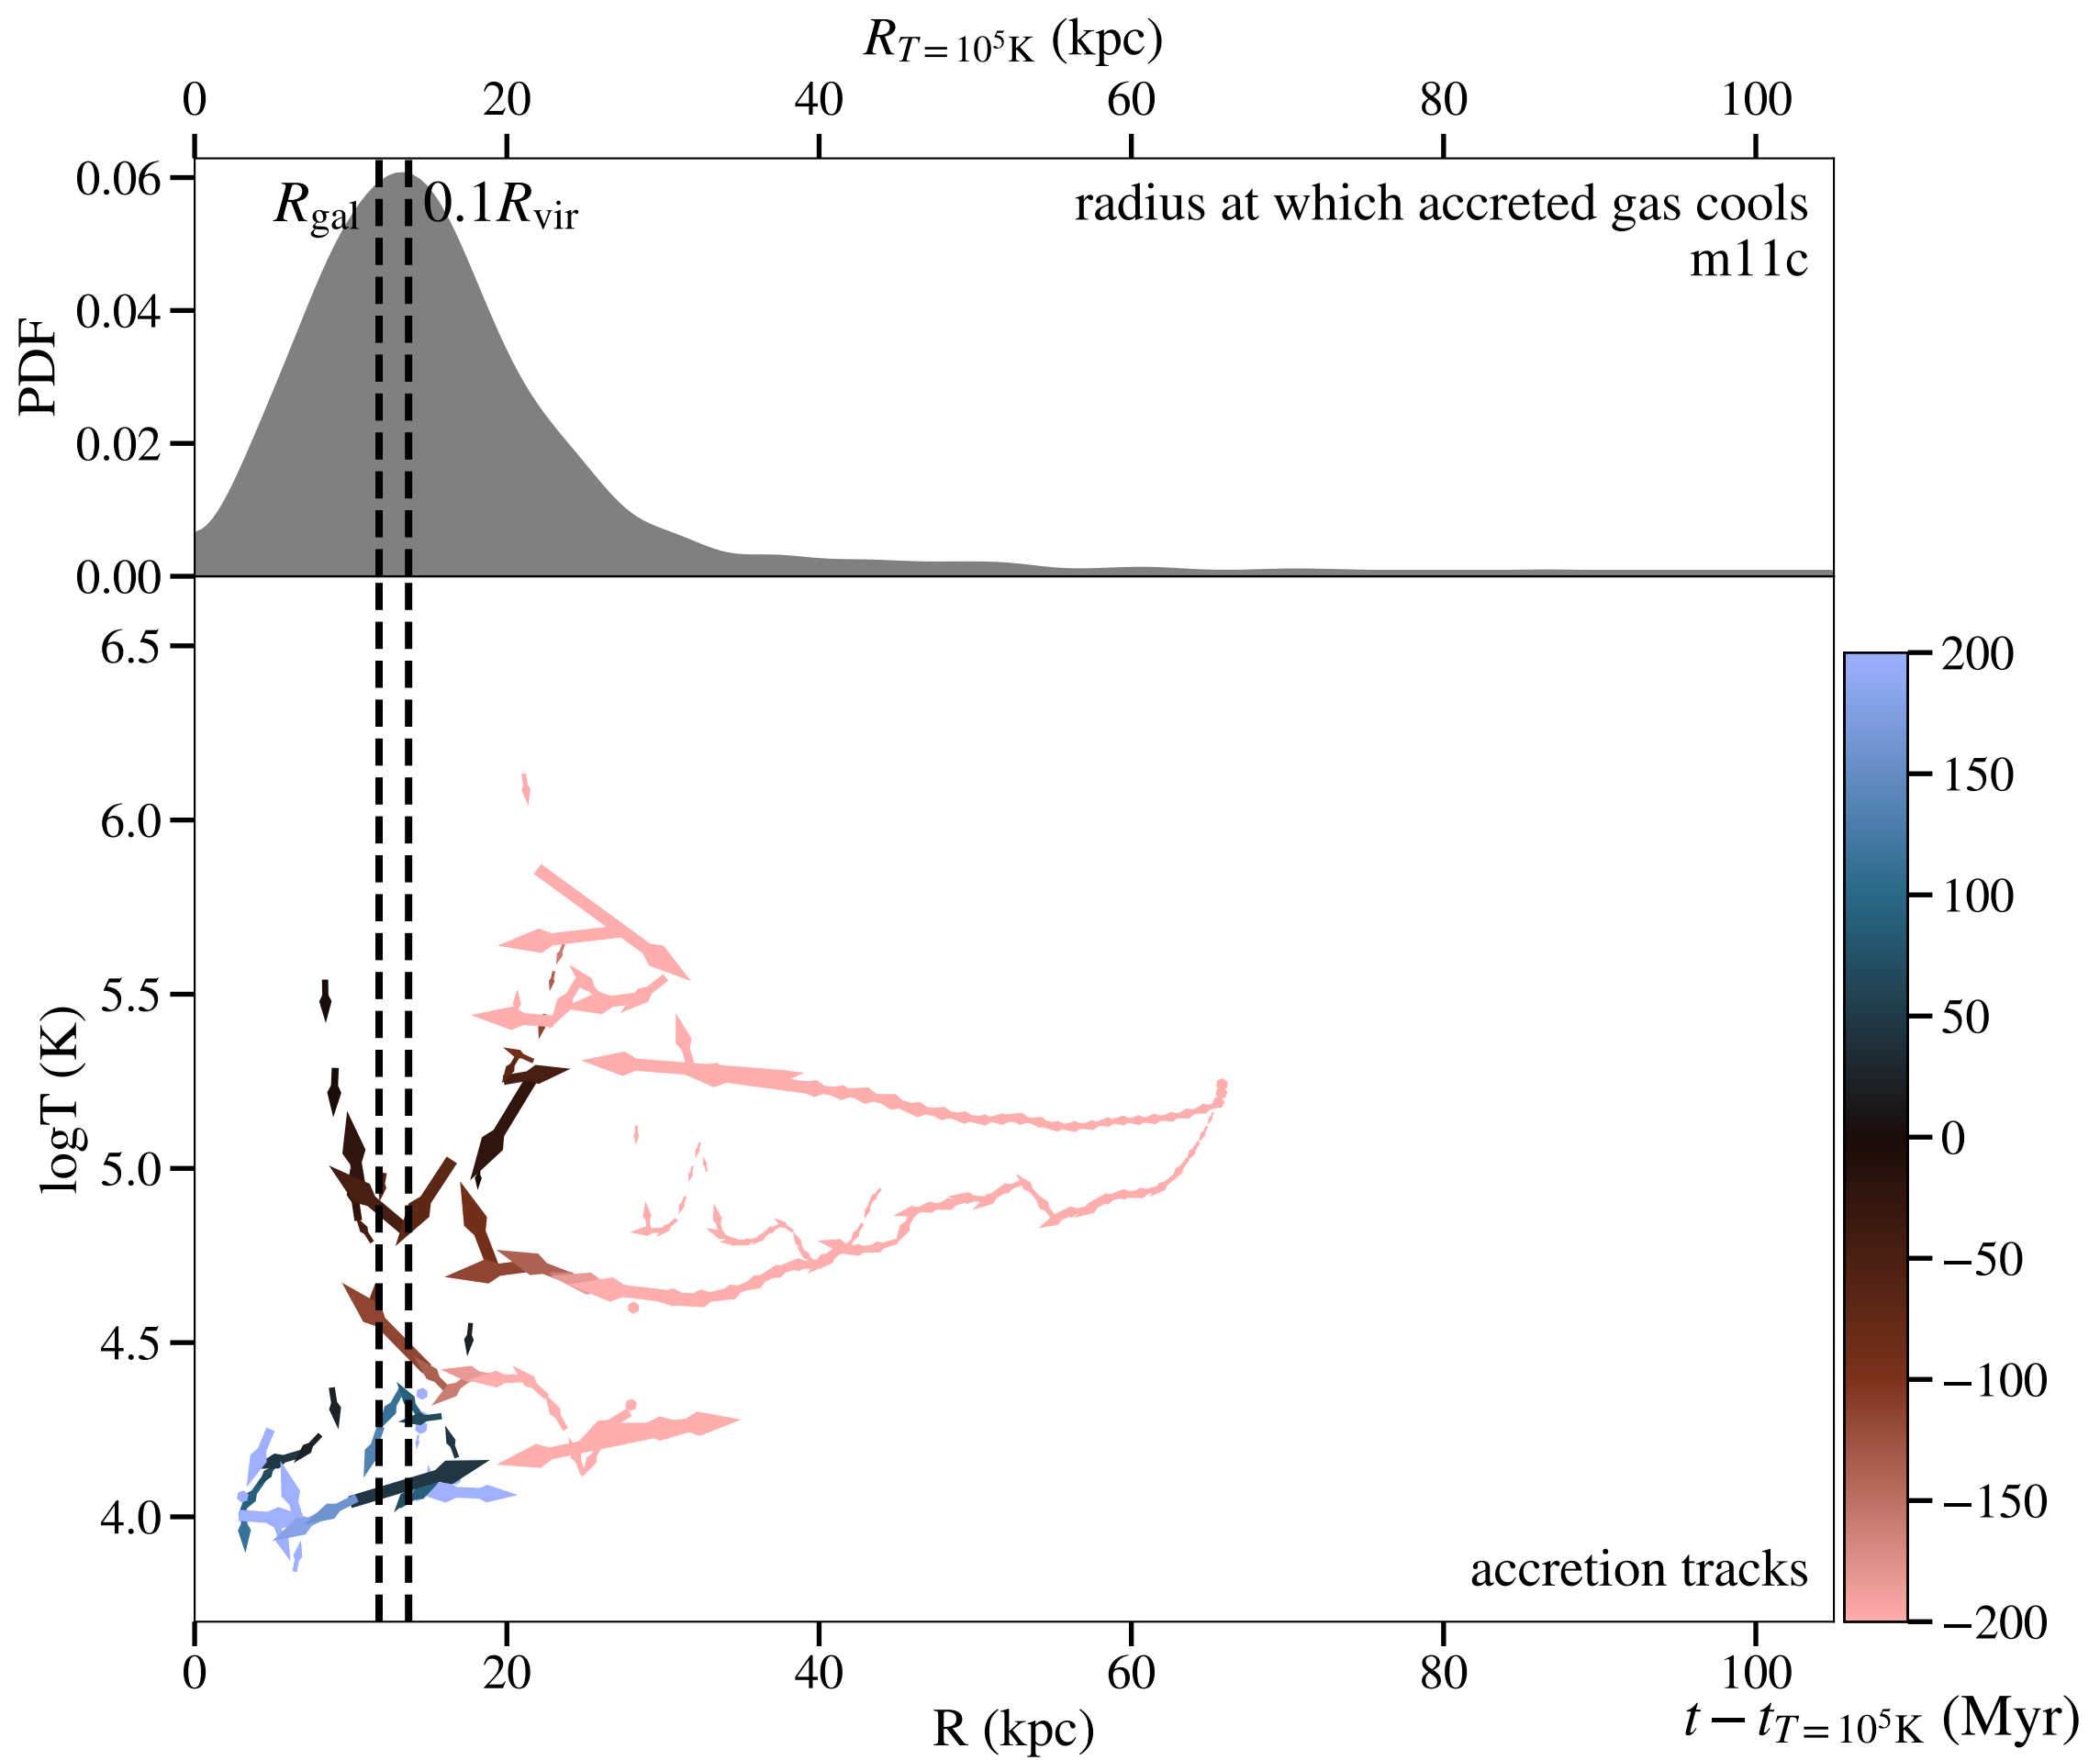 R_{T=10^5K} (kpc)
0 20 40 60 80 100
0.06
0.04
0.02
0.00
PDF
R_gal 0.1R_vir
radius at which accreted gas cools
m11c
6.5
6.0
5.5
5.0
4.5
4.0
logT (K)
accretion tracks
0 20 40 60 80 100
R (kpc)
200
150
100
50
0
−50
−100
−150
−200
t − t_{T=10^5K} (Myr)